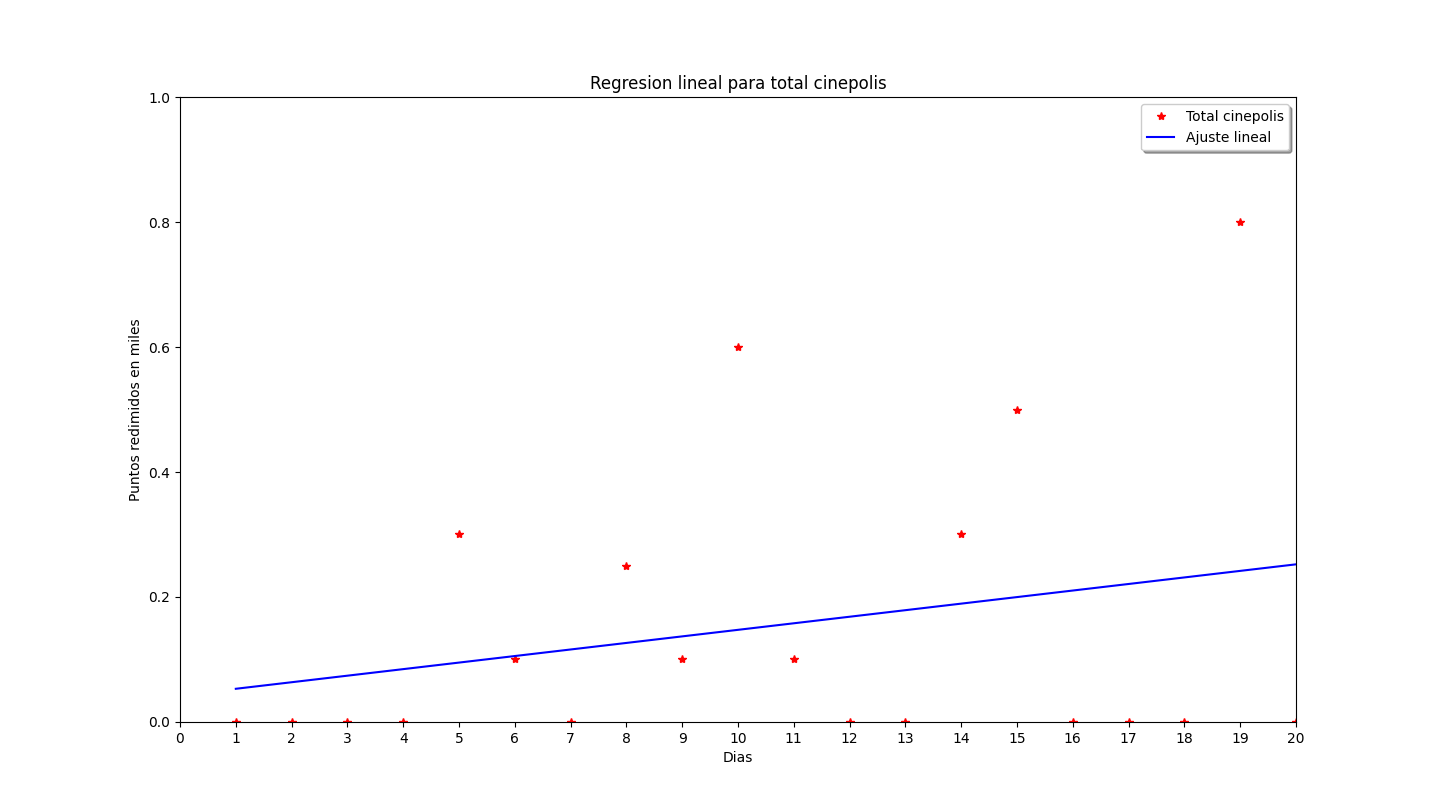 Regresion lineal para total cinepolis
Total cinepolis
Ajuste lineal
Puntos redimidos en miles
1.0
0.8
0.6
0.4
0.2
0.0
0 1 2 3 4 5 6 7 8 9 10 11 12 13 14 15 16 17 18 19 20
Dias